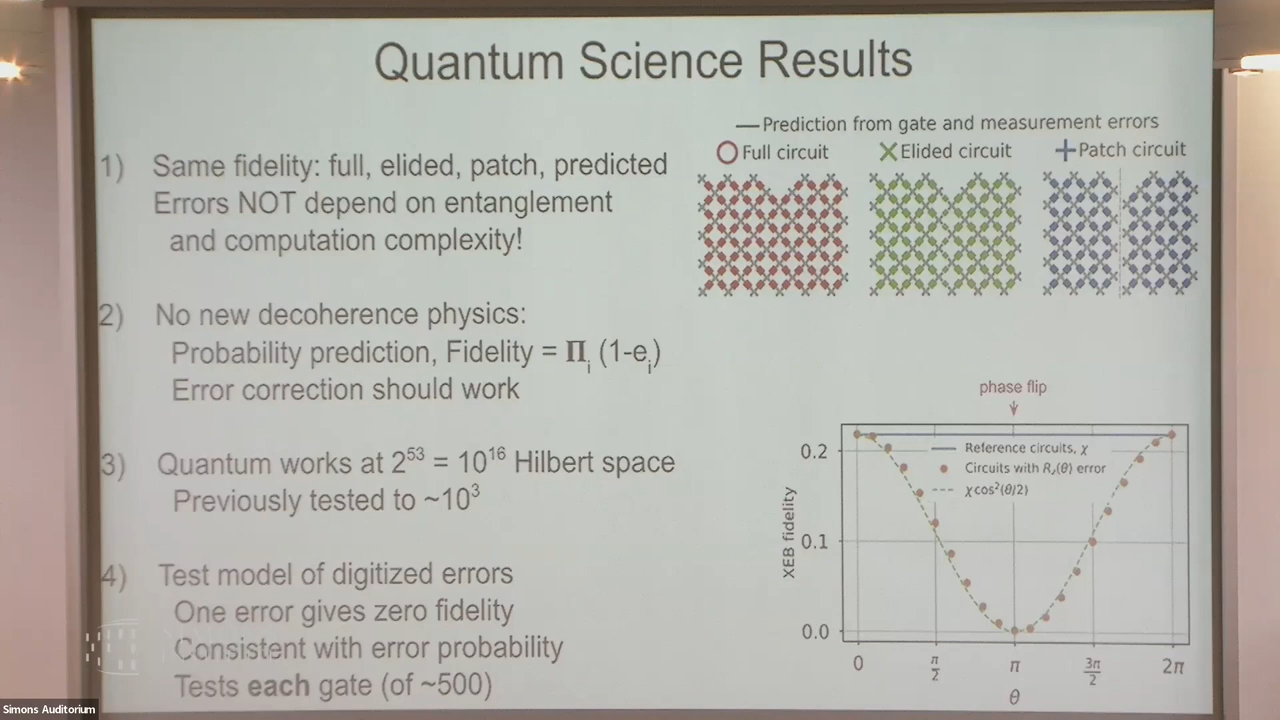 Quantum Science Results
1) Same fidelity: full, elided, patch, predicted
Errors NOT depend on entanglement
and computation complexity!
2) No new decoherence physics:
Probability prediction, Fidelity = Πᵢ (1-eᵢ)
Error correction should work
3) Quantum works at 2⁵³ = 10¹⁶ Hilbert space
Previously tested to ~10³
4) Test model of digitized errors
One error gives zero fidelity
Consistent with error probability
Tests each gate (of ~500)
Prediction from gate and measurement errors
Full circuit
Elided circuit
Patch circuit
phase flip
Reference circuits, χ
Circuits with R_z(θ) error
χcos²(θ/2)
XEB fidelity
0.2
0.1
0.0
0
π/2
π
3π/2
2π
θ
Simons Auditorium